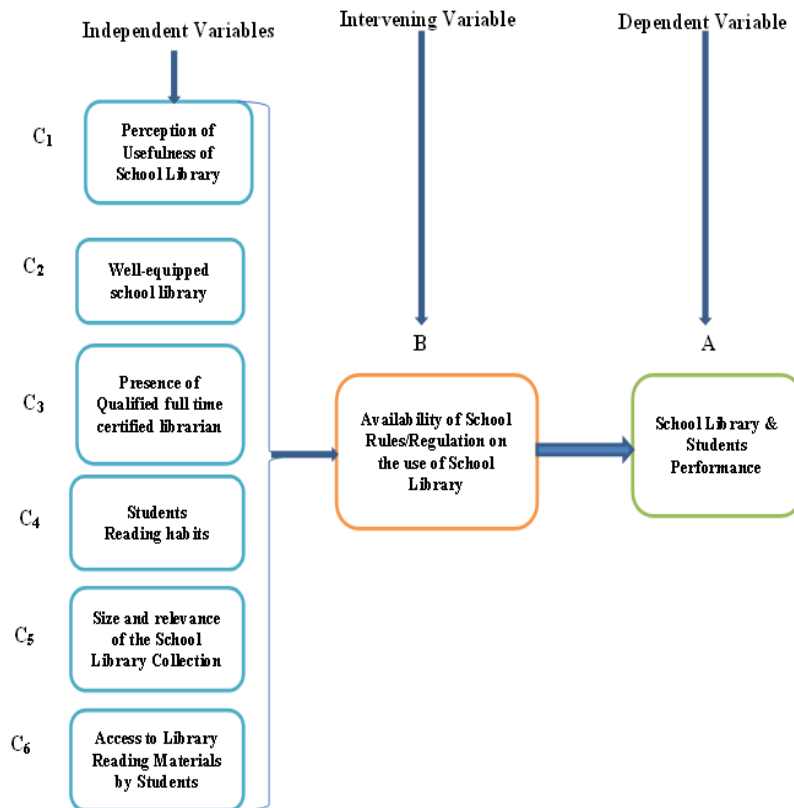 Independent Variables
Intervening Variable
Dependent Variable
C1
Perception of
Usefulness of
School Library
C2
Well-equipped
school library
C3
Presence of
Qualified full time
certified librarian
C4
Students
Reading habits
C5
Size and relevance
of the School
Library Collection
C6
Access to Library
Reading Materials
by Students
B
Availability of School
Rules/Regulation on
the use of School
Library
A
School Library &
Students
Performance